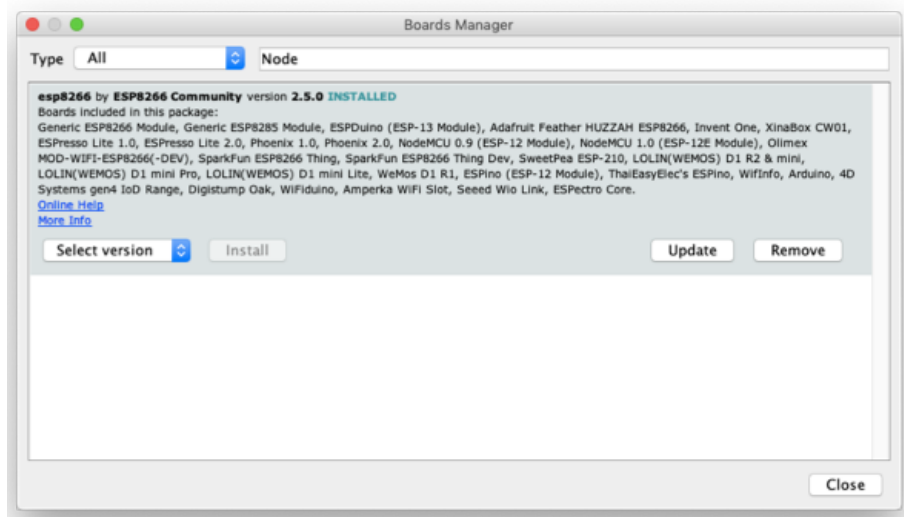 Boards Manager
Type All Node
esp8266 by ESP8266 Community version 2.5.0 INSTALLED
Boards included in this package:
Generic ESP8266 Module, Generic ESP8285 Module, ESPDuino (ESP-13 Module), Adafruit Feather HUZZAH ESP8266, Invent One, XinaBox CW01,
ESPresso Lite 1.0, ESPresso Lite 2.0, Phoenix 1.0, Phoenix 2.0, NodeMCU 0.9 (ESP-12 Module), NodeMCU 1.0 (ESP-12E Module), Olimex
MOD-WIFI-ESP8266(-DEV), SparkFun ESP8266 Thing, SparkFun ESP8266 Thing Dev, SweetPea ESP-210, LOLIN(WEMOS) D1 R2 & mini,
LOLIN(WEMOS) D1 mini Pro, LOLIN(WEMOS) D1 mini Lite, WeMos D1 R1, ESPino (ESP-12 Module), ThaiEasyElec's ESPino, WifInfo, Arduino, 4D
Systems gen4 IoD Range, Digistump Oak, WiFiduino, Amperka WiFi Slot, Seeed Wio Link, ESPectro Core.
Online Help
More Info
Select version Install Update Remove
Close